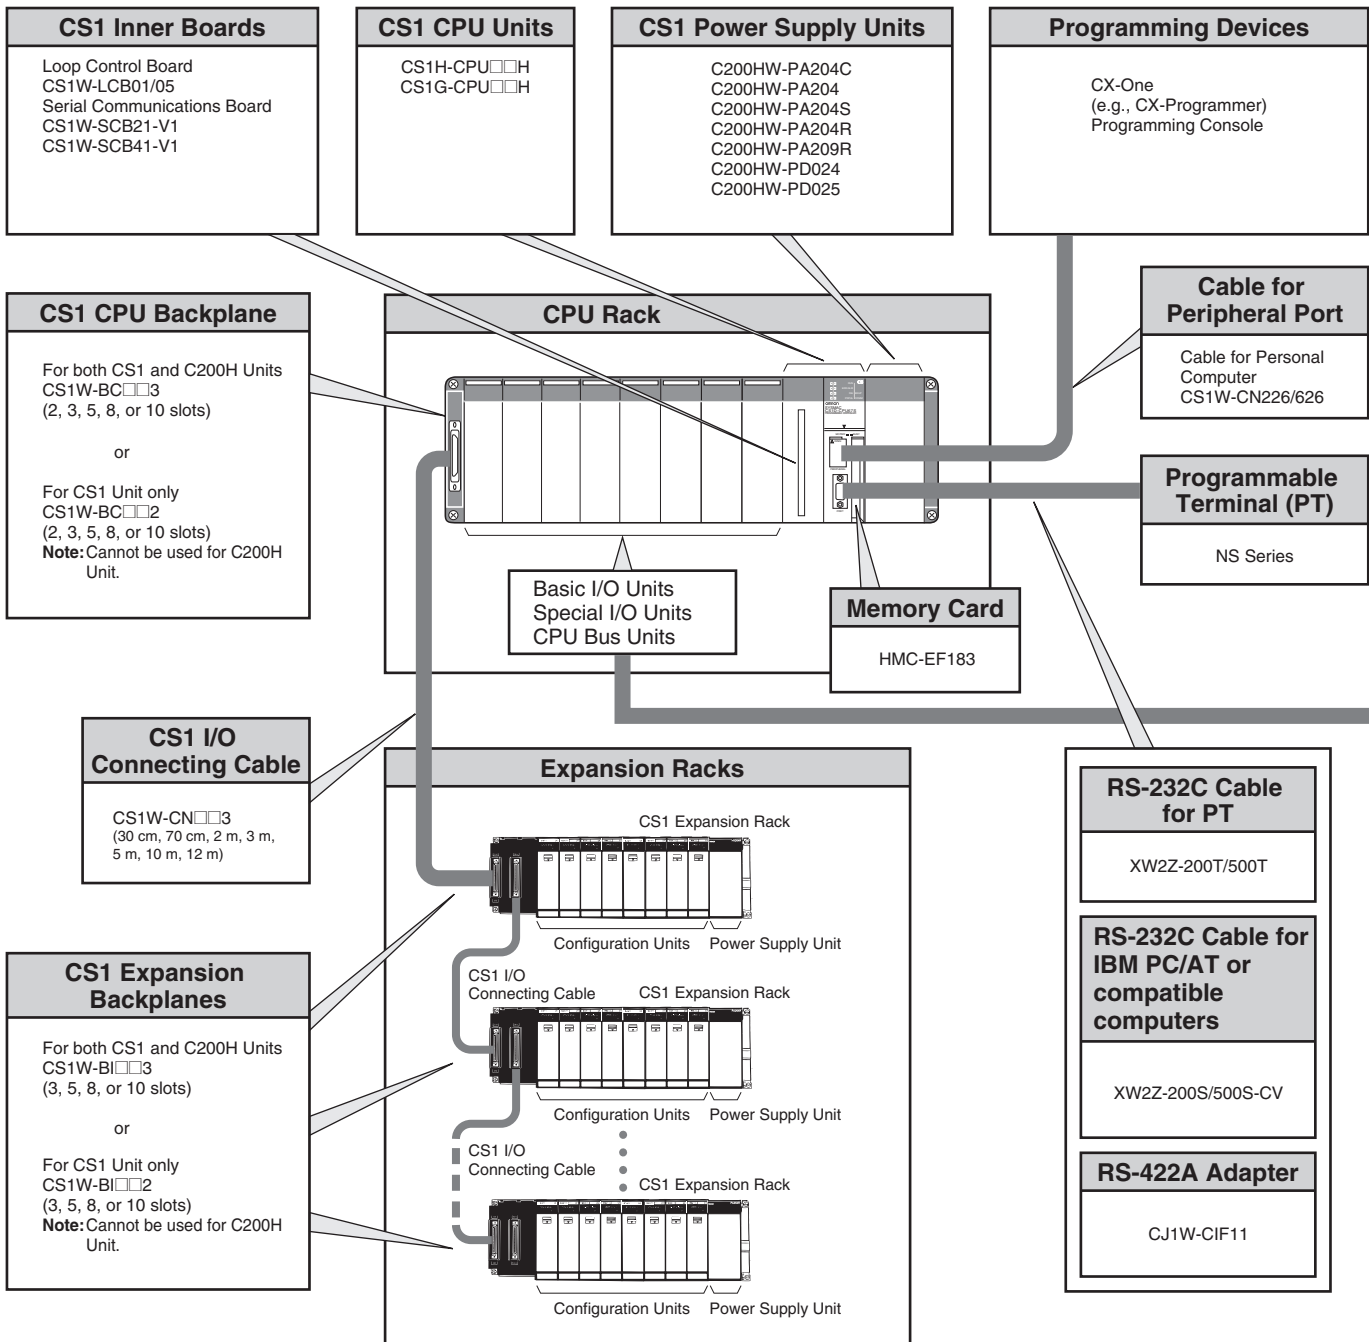 CS1 Inner Boards
Loop Control Board
CS1W-LCB01/05
Serial Communications Board
CS1W-SCB21-V1
CS1W-SCB41-V1
CS1 CPU Units
CS1H-CPU□□H
CS1G-CPU□□H
CS1 Power Supply Units
C200HW-PA204C
C200HW-PA204
C200HW-PA204S
C200HW-PA204R
C200HW-PA209R
C200HW-PD024
C200HW-PD025
Programming Devices
CX-One
(e.g., CX-Programmer)
Programming Console
CS1 CPU Backplane
For both CS1 and C200H Units
CS1W-BC□□3
(2, 3, 5, 8, or 10 slots)
or
For CS1 Unit only
CS1W-BC□□2
(2, 3, 5, 8, or 10 slots)
Note: Cannot be used for C200H
Unit.
CPU Rack
Basic I/O Units
Special I/O Units
CPU Bus Units
Memory Card
HMC-EF183
Cable for
Peripheral Port
Cable for Personal
Computer
CS1W-CN226/626
Programmable
Terminal (PT)
NS Series
CS1 I/O
Connecting Cable
CS1W-CN□□3
(30 cm, 70 cm, 2 m, 3 m,
5 m, 10 m, 12 m)
CS1 Expansion
Backplanes
For both CS1 and C200H Units
CS1W-BI□□3
(3, 5, 8, or 10 slots)
or
For CS1 Unit only
CS1W-BI□□2
(3, 5, 8, or 10 slots)
Note: Cannot be used for C200H
Unit.
Expansion Racks
CS1 Expansion Rack
Configuration Units Power Supply Unit
CS1 I/O
Connecting Cable
CS1 Expansion Rack
Configuration Units Power Supply Unit
CS1 I/O
Connecting Cable
CS1 Expansion Rack
Configuration Units Power Supply Unit
RS-232C Cable
for PT
XW2Z-200T/500T
RS-232C Cable for
IBM PC/AT or
compatible
computers
XW2Z-200S/500S-CV
RS-422A Adapter
CJ1W-CIF11